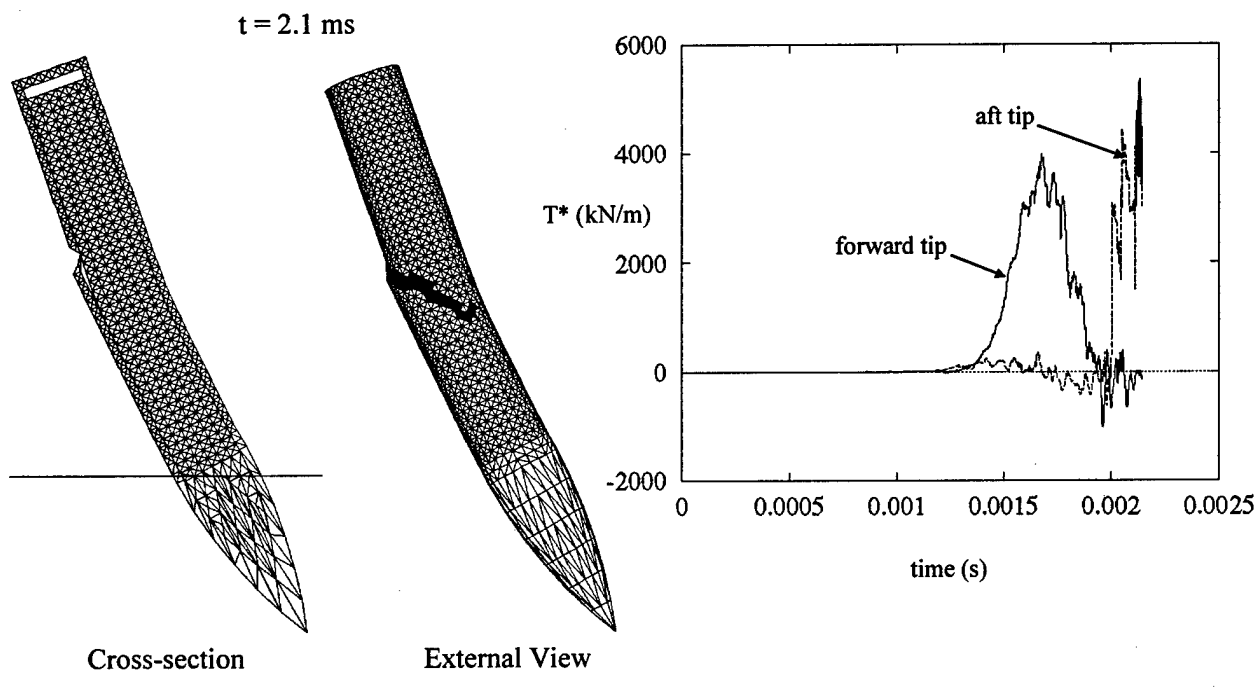 t = 2.1 ms
6000
4000
2000
0
-2000
T* (kN/m)
aft tip
forward tip
0
0.0005
0.001
0.0015
0.002
0.0025
time (s)
Cross-section
External View